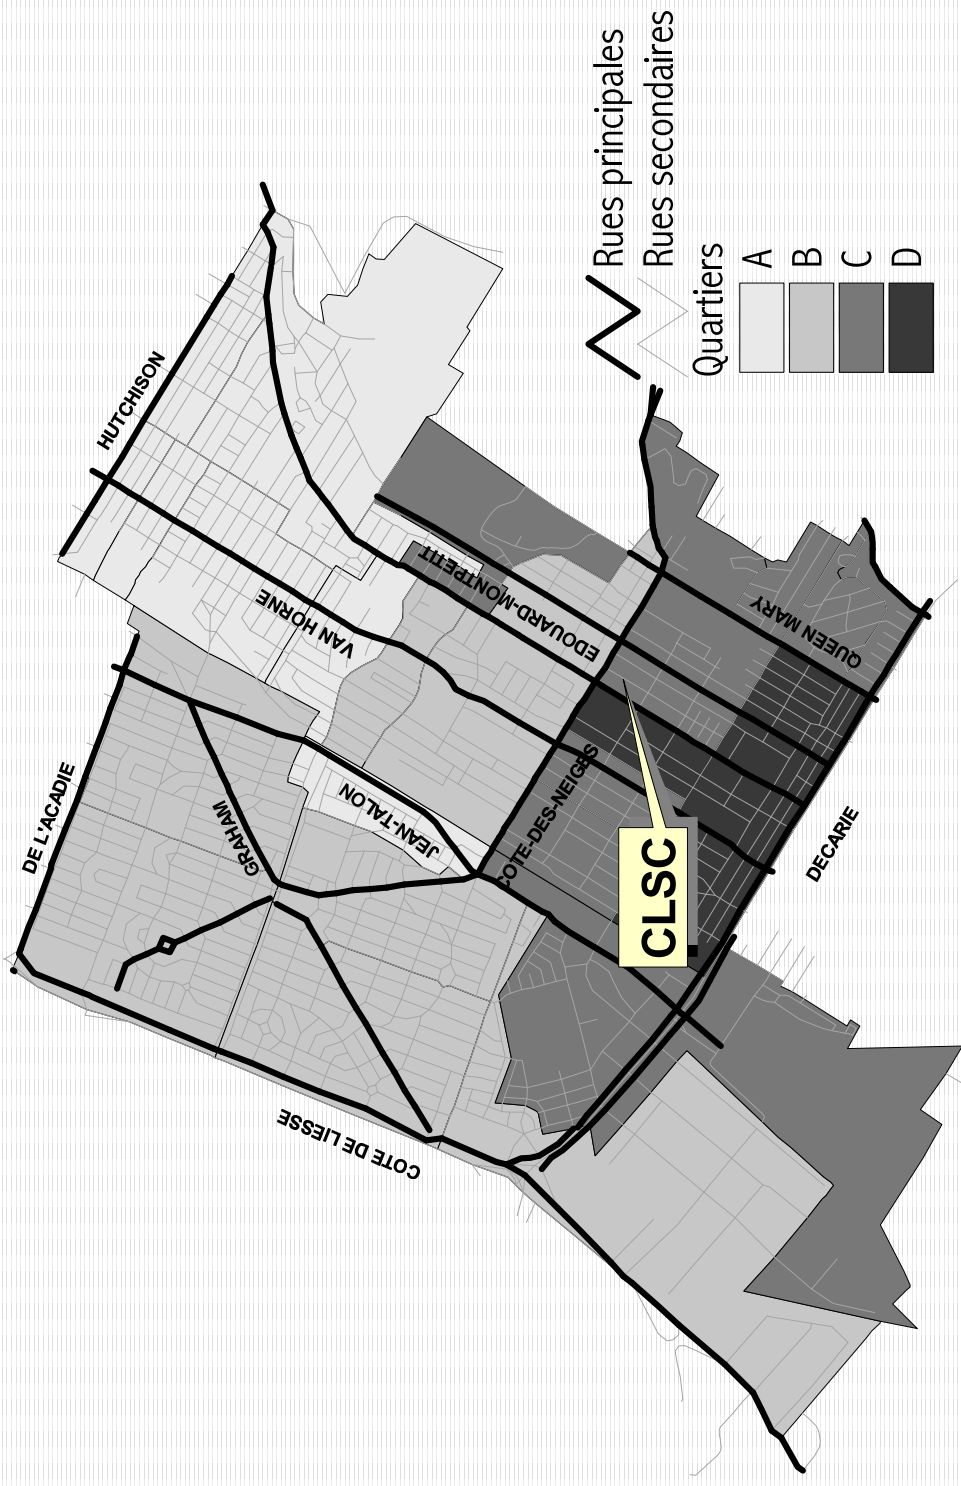 HUTCHISON
VAN HORNE
DE L'ACADIE
GRAHAM
JEAN-TALON
EDOUARD-MONTPETIT
QUEEN MARY
COTE-DES-NEIGES
DECARIE
COTE DE LIESSE
CLSC
Rues principales
Rues secondaires
Quartiers
A
B
C
D